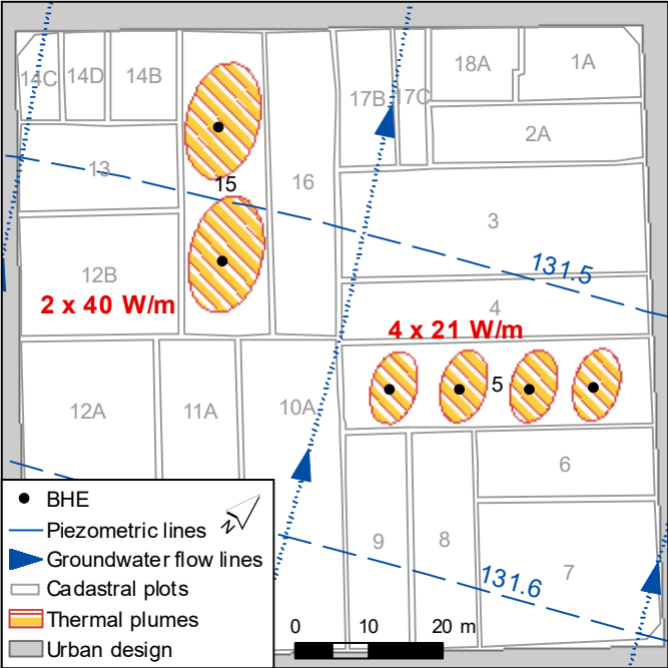 14C 14D 14B
18A 1A
17B 17C
2A
13
15 16
3
131.5
12B
2 x 40 W/m
4
4 x 21 W/m
5
12A 11A 10A
6
9 8 7
131.6
BHE
Piezometric lines
N
Groundwater flow lines
Cadastral plots
Thermal plumes
Urban design
0 10 20 m